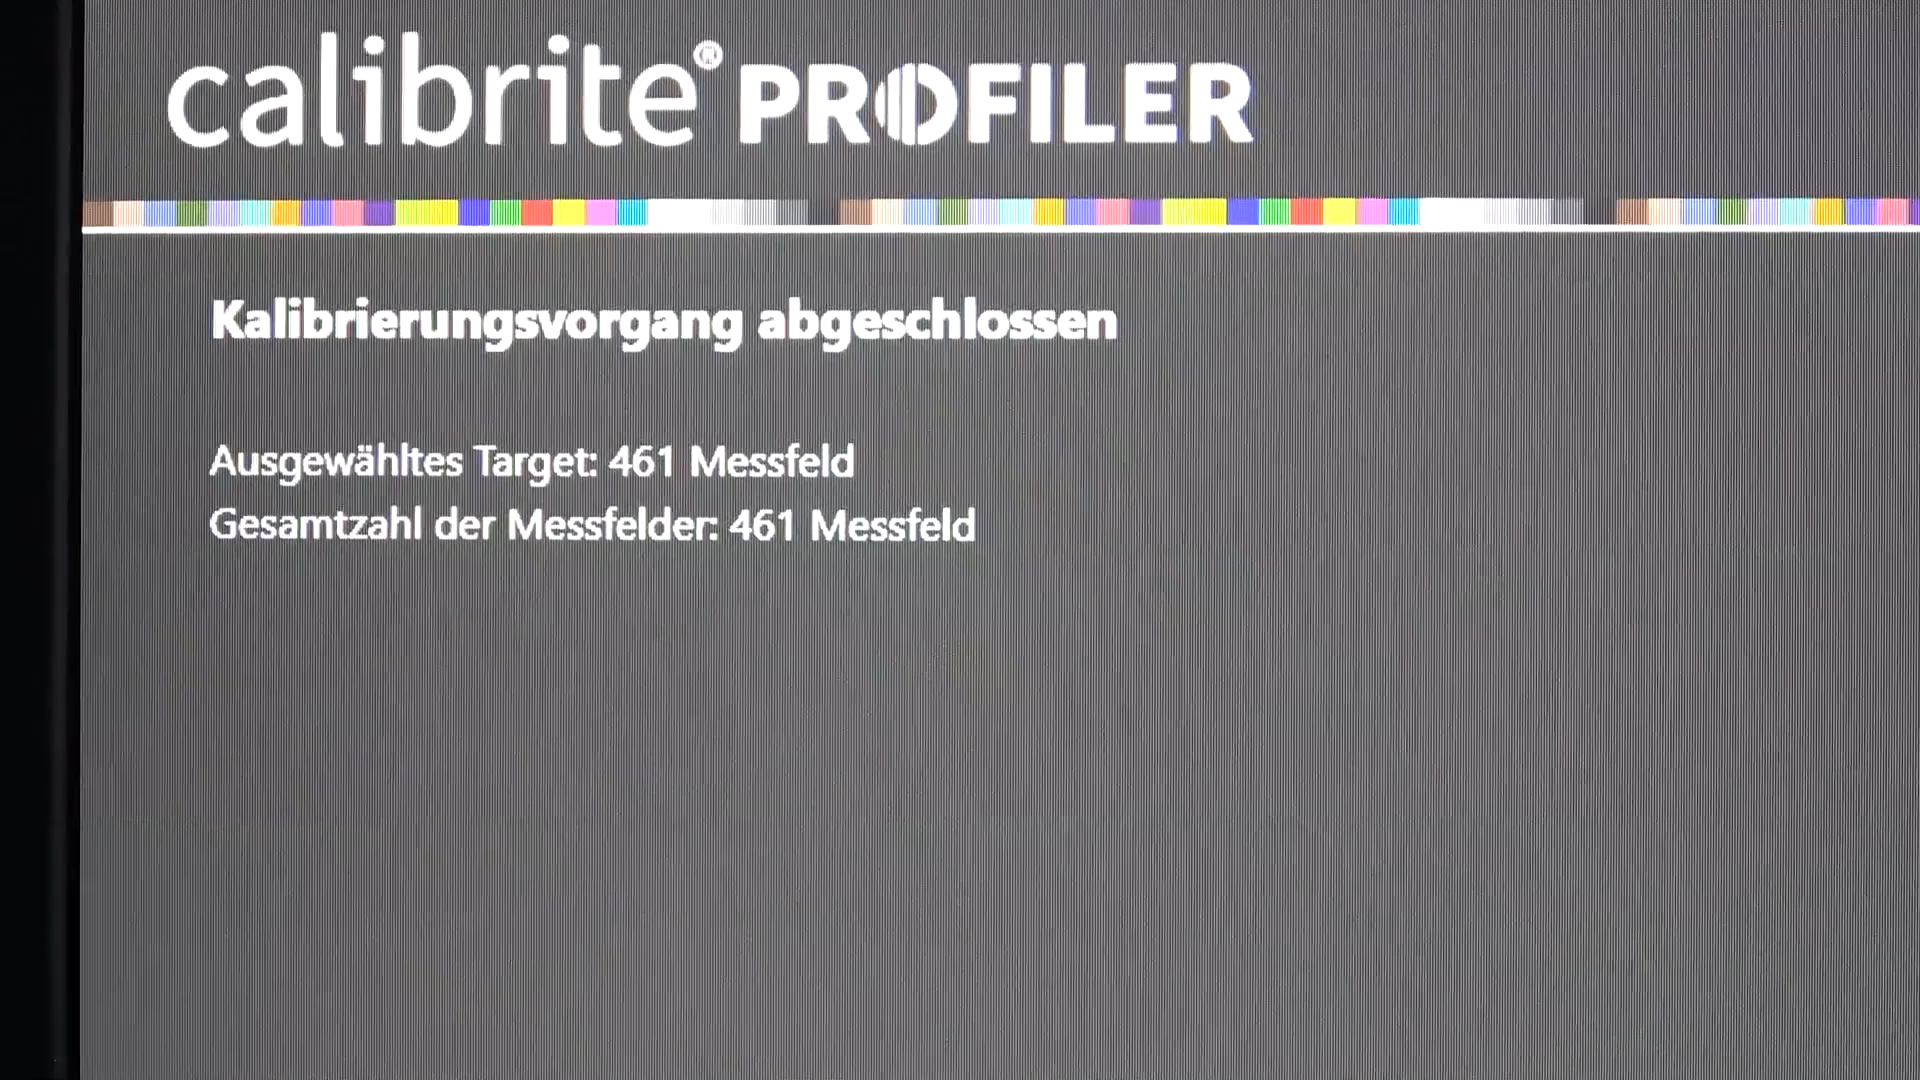 calibrite® PROFILER
Kalibrierungsvorgang abgeschlossen
Ausgewähltes Target: 461 Messfeld
Gesamtzahl der Messfelder: 461 Messfeld